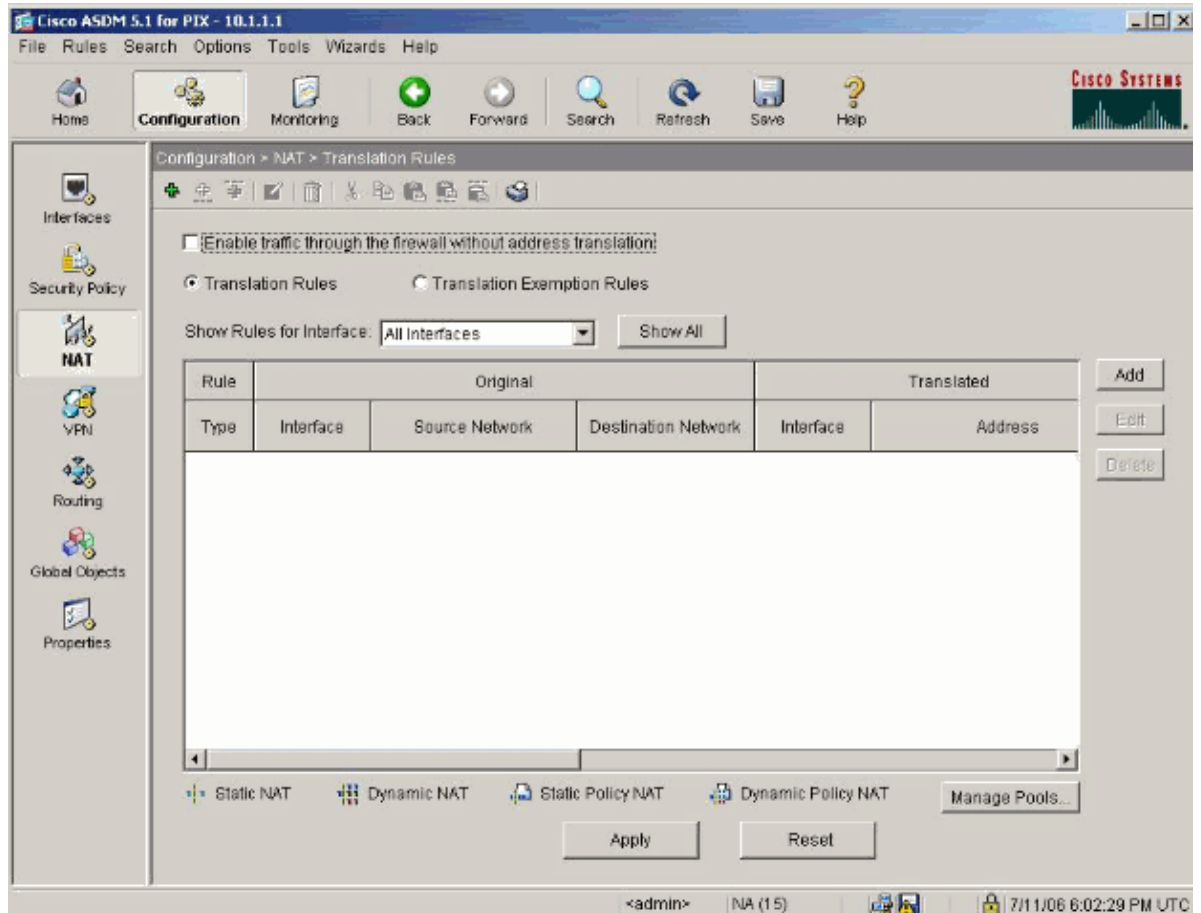 Cisco ASDM 5.1 for PIX - 10.1.1.1
File Rules Search Options Tools Wizards Help
Home Configuration Monitoring Back Forward Search Refresh Save Help
CISCO SYSTEMS
Configuration > NAT > Translation Rules
Interfaces
Security Policy
NAT
VPN
Routing
Global Objects
Properties
Enable traffic through the firewall without address translation
Translation Rules Translation Exemption Rules
Show Rules for Interface: All Interfaces Show All
Rule Original Translated
Type Interface Source Network Destination Network Interface Address
Add
Edit
Delete
Static NAT Dynamic NAT Static Policy NAT Dynamic Policy NAT Manage Pools...
Apply Reset
<admin> NA (15) 7/11/06 6:02:29 PM UTC